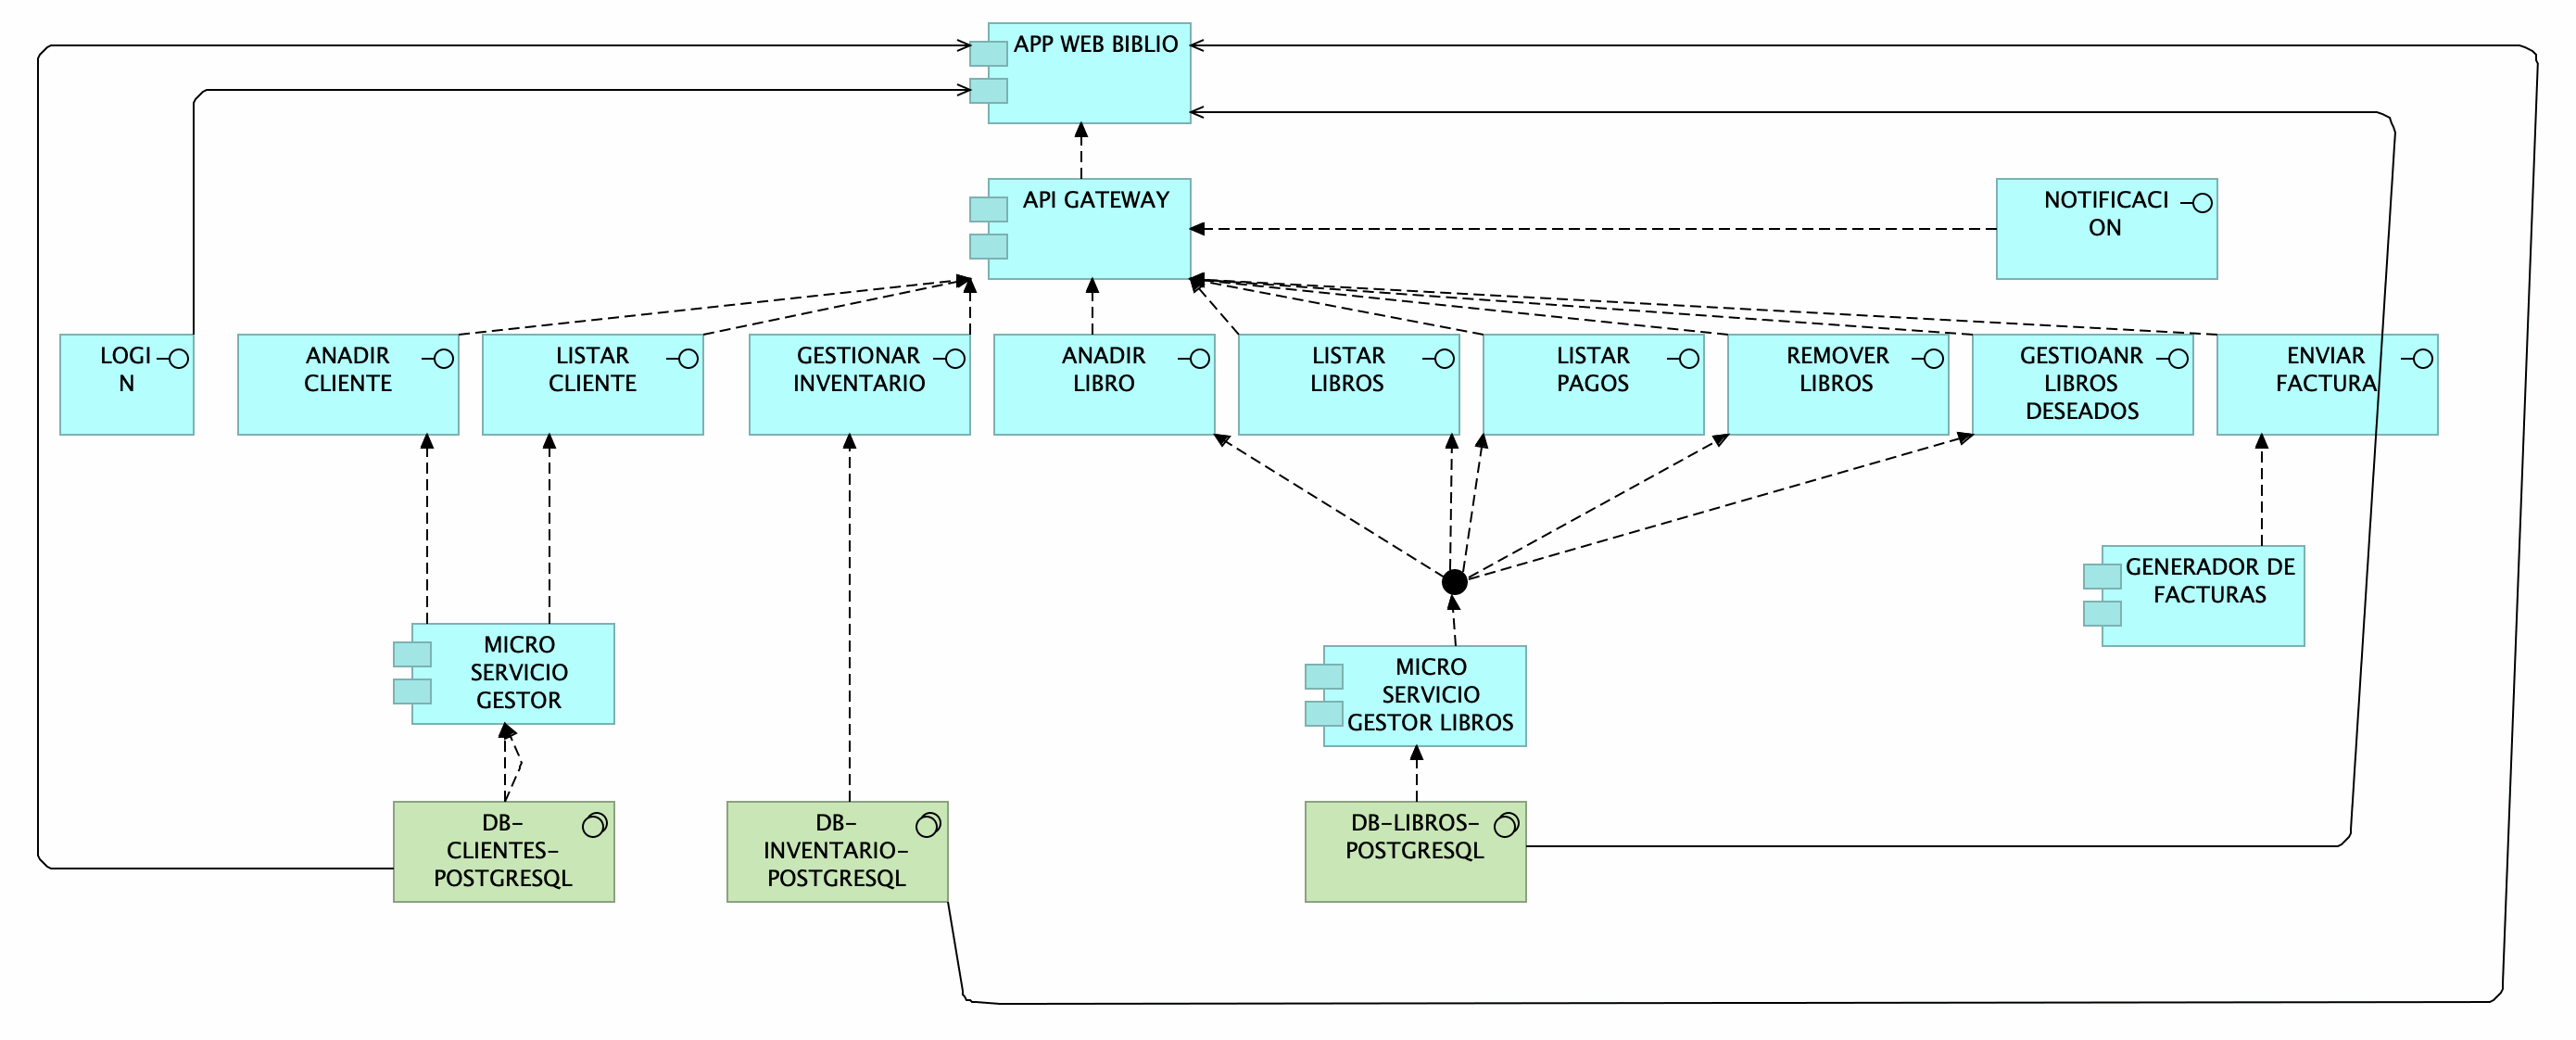 APP WEB BIBLIO
API GATEWAY
NOTIFICACI
ON
LOGI
N
ANADIR
CLIENTE
LISTAR
CLIENTE
GESTIONAR
INVENTARIO
ANADIR
LIBRO
LISTAR
LIBROS
LISTAR
PAGOS
REMOVER
LIBROS
GESTIOANR
LIBROS
DESEADOS
ENVIAR
FACTURA
GENERADOR DE
FACTURAS
MICRO
SERVICIO
GESTOR
MICRO
SERVICIO
GESTOR LIBROS
DB-
CLIENTES-
POSTGRESQL
DB-
INVENTARIO-
POSTGRESQL
DB-LIBROS-
POSTGRESQL